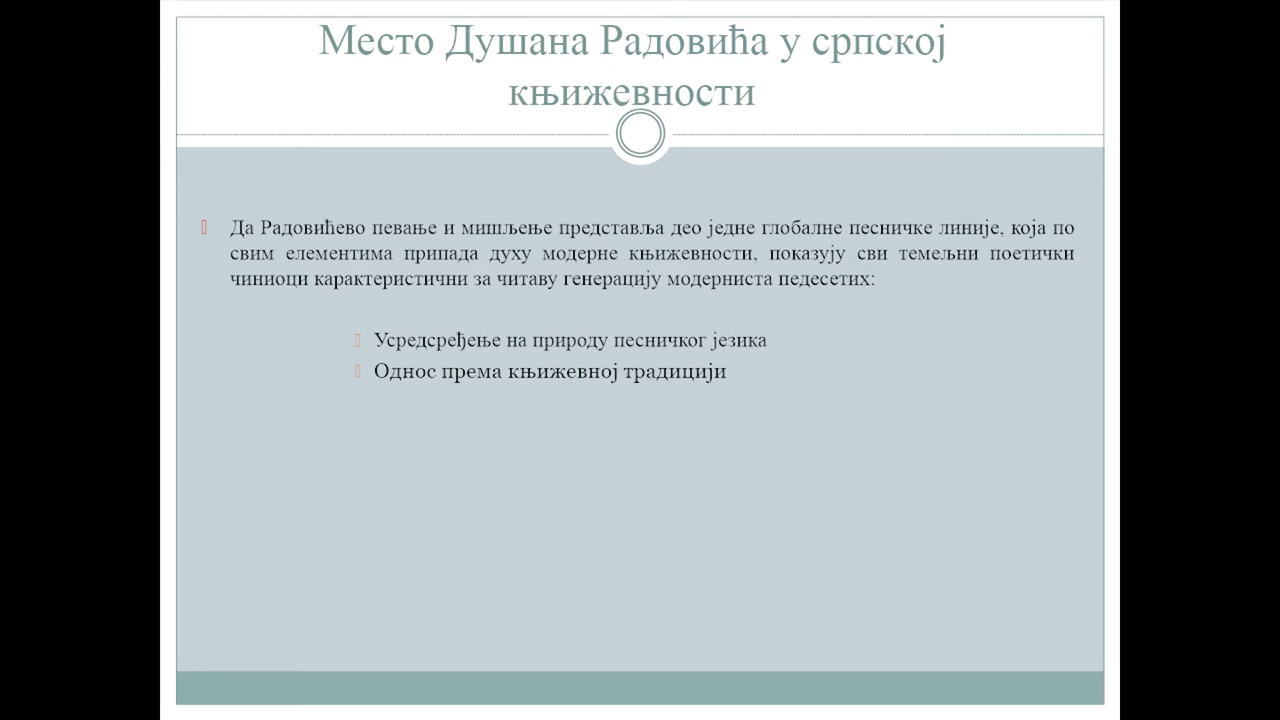 Место Душана Радовића у српској
књижевности
Да Радовићево певање и мишљење представља део једне глобалне песничке линије, која по
свим елементима припада духу модерне књижевности, показују сви темељни поетички
чиниоци карактеристични за читаву генерацију модерниста педесетих:
Усредсређење на природу песничког језика
Однос према књижевној традицији